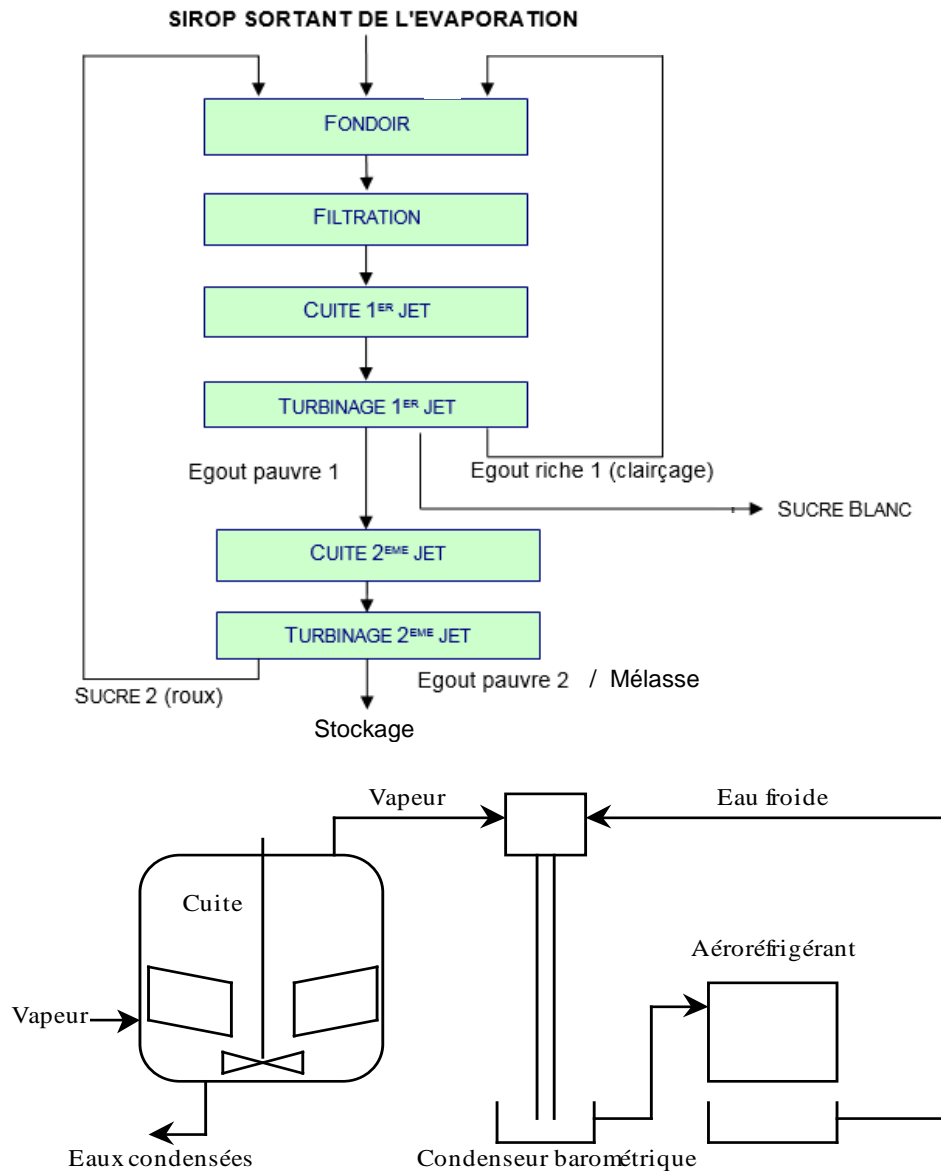 SIROP SORTANT DE L'EVAPORATION
FONDOIR
FILTRATION
CUITE 1ER JET
TURBINAGE 1ER JET
Egout pauvre 1
Egout riche 1 (clairçage)
SUCRE BLANC
CUITE 2EME JET
TURBINAGE 2EME JET
SUCRE 2 (roux)
Egout pauvre 2 / Mélasse
Stockage
Vapeur
Eau froide
Cuite
Aéroréfrigérant
Vapeur
Eaux condensées
Condenseur barométrique